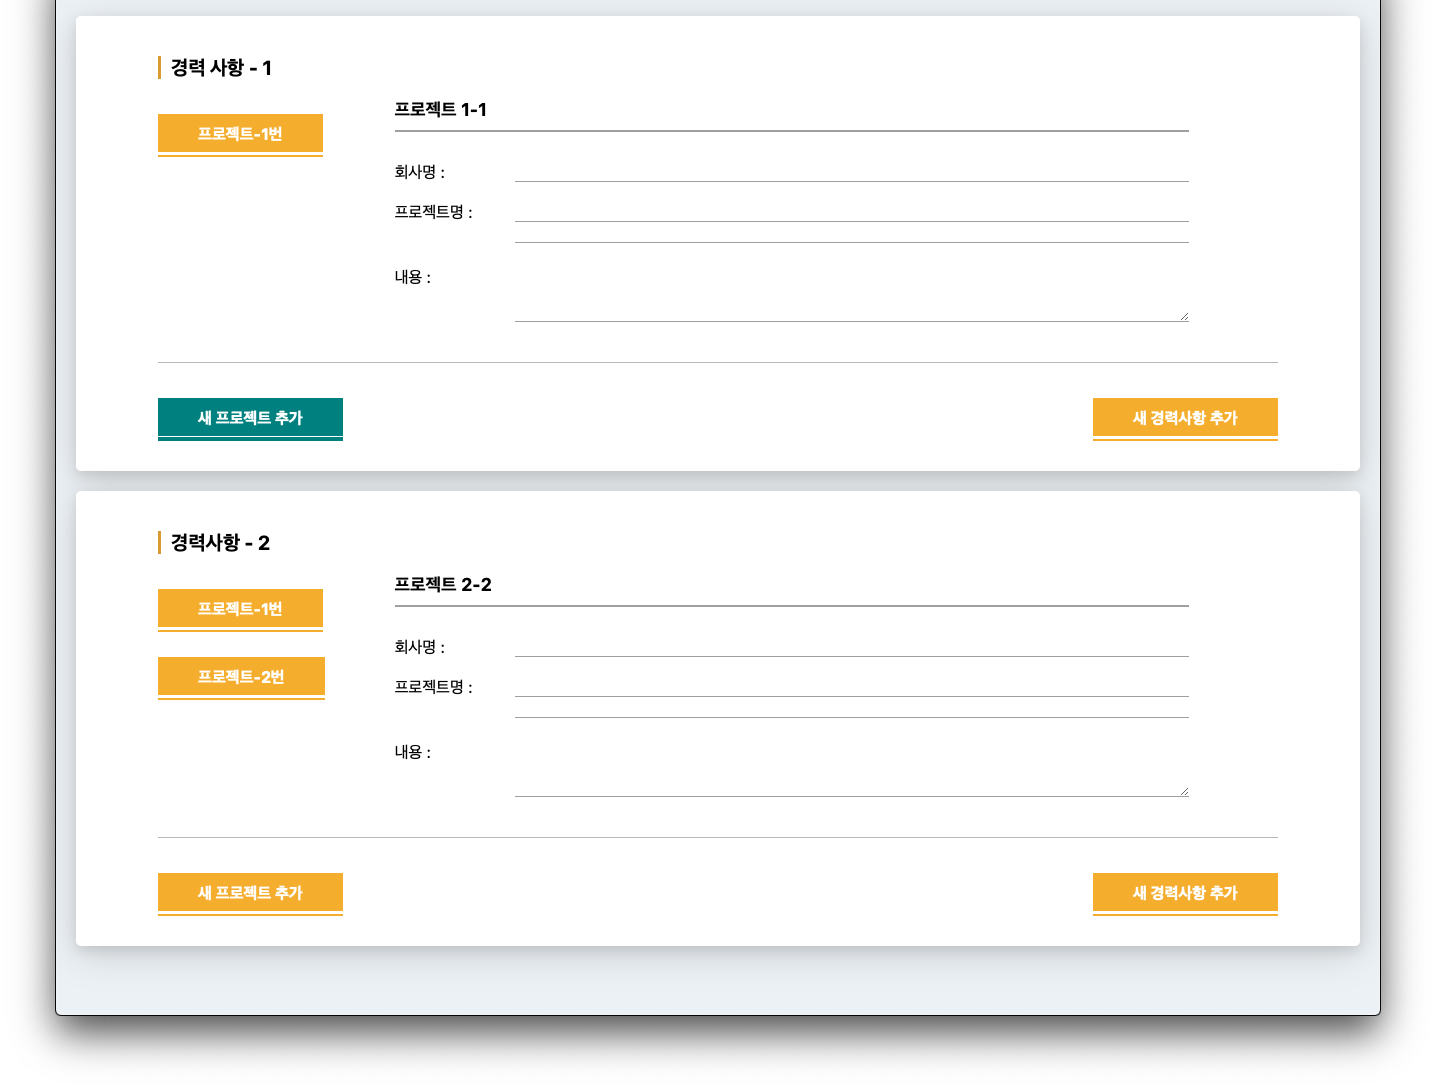 경력 사항 - 1
프로젝트-1번
프로젝트 1-1
회사명 :
프로젝트명 :
내용 :
새 프로젝트 추가
새 경력사항 추가
경력사항 - 2
프로젝트-1번
프로젝트-2번
프로젝트 2-2
회사명 :
프로젝트명 :
내용 :
새 프로젝트 추가
새 경력사항 추가